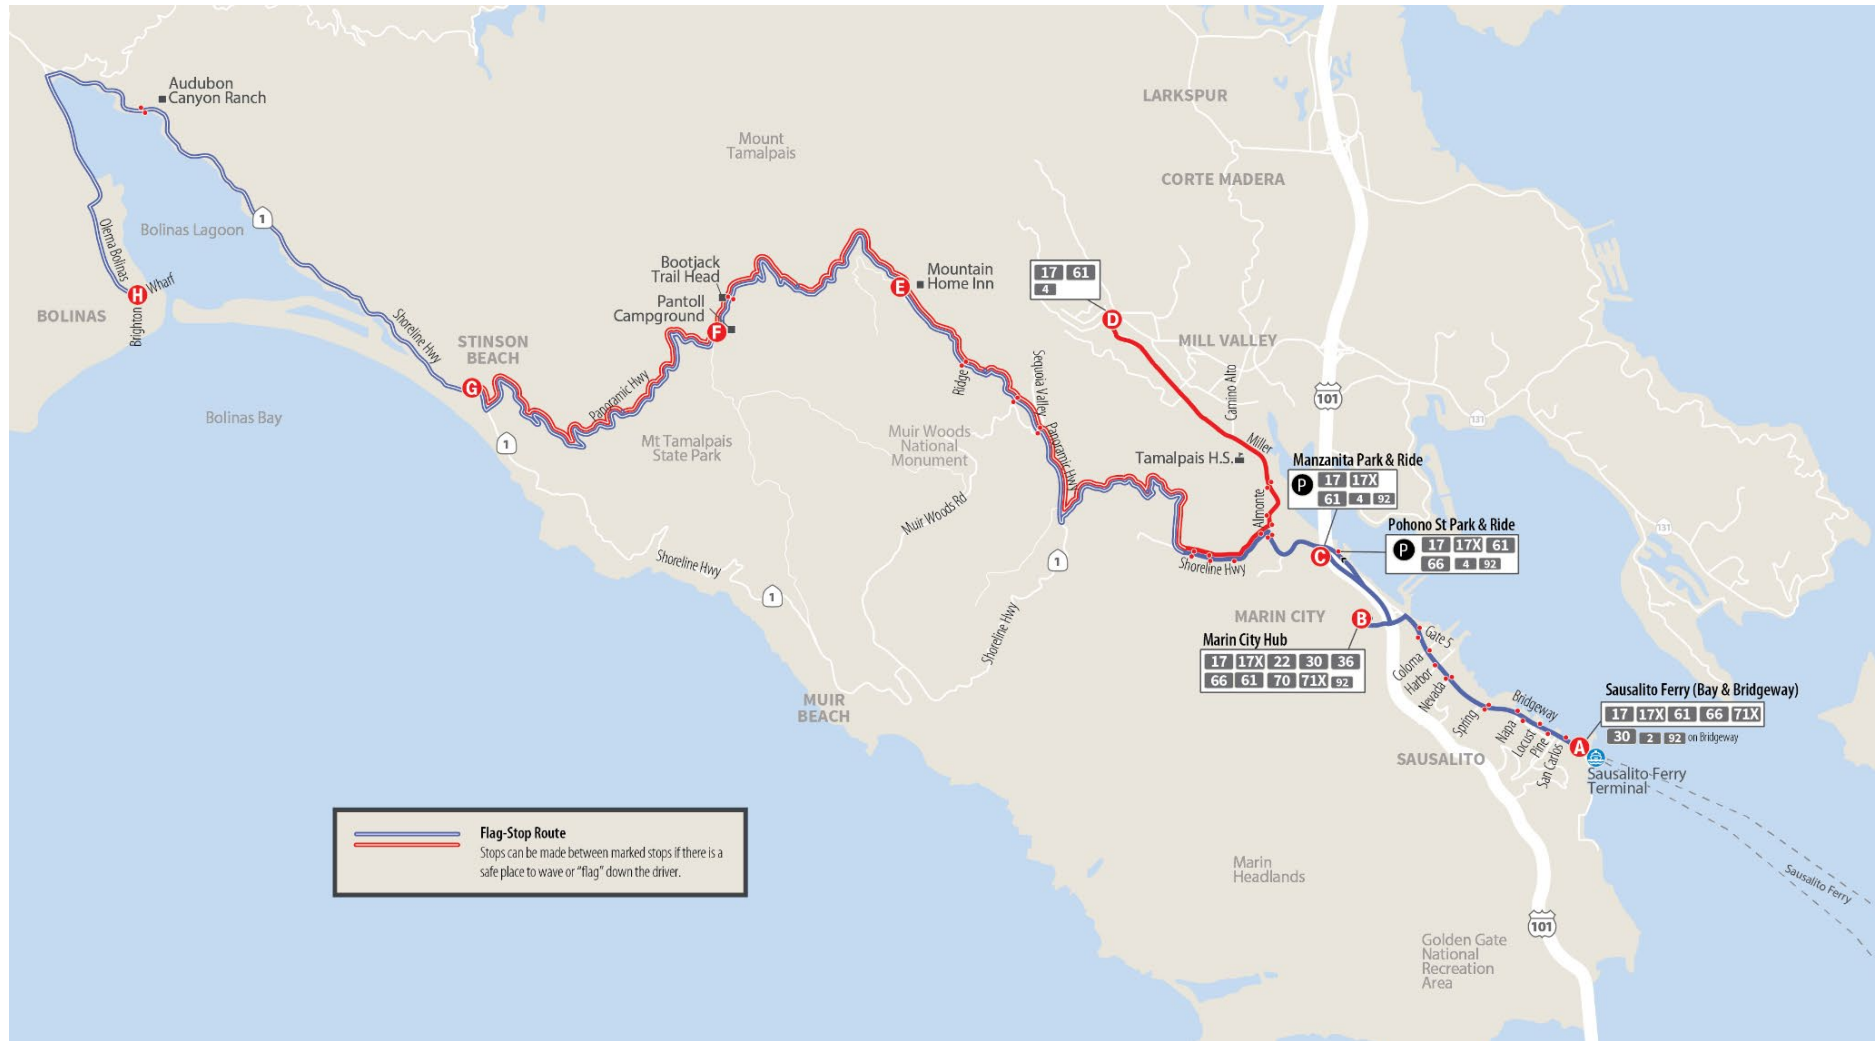 Audubon
Canyon Ranch
LARKSPUR
Mount
Tamalpais
CORTE MADERA
1
Bolinas Lagoon
Olema Bolinas
H
Wharf
Brighton
BOLINAS
Bootjack
Trail Head
Pantoll
Campground
F
E
Mountain
Home Inn
17 61
4
D
MILL VALLEY
Shoreline Hwy
STINSON
BEACH
G
Panoramic Hwy
Ridge
Sequoia Valley
Camino Alto
101
131
Bolinas Bay
1
Mt Tamalpais
State Park
Muir Woods
National
Monument
Panoramic Hwy
Miller
Tamalpais H.S.
Manzanita Park & Ride
P 17 17X
61 4 92
Muir Woods Rd
Almonte
Pohono St Park & Ride
P 17 17X 61
66 4 92
131
Shoreline Hwy
1
Shoreline Hwy
C
1
Shoreline Hwy
MARIN CITY
B
Marin City Hub
17 17X 22 30 36
66 61 70 71X 92
Gate 5
Coloma
Harbor
Nevada
Spring
Bridgeway
Napa
Locust
Pine
San Carlos
MUIR
BEACH
Sausalito Ferry (Bay & Bridgeway)
17 17X 61 66 71X
30 2 92 on Bridgeway
A
SAUSALITO
Sausalito Ferry
Terminal
Flag-Stop Route
Stops can be made between marked stops if there is a
safe place to wave or “flag” down the driver.
Marin
Headlands
Sausalito Ferry
101
Golden Gate
National
Recreation
Area